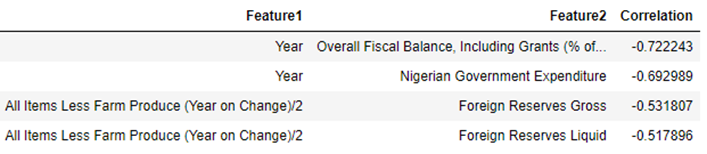 Feature1 Feature2 Correlation
Year Overall Fiscal Balance, Including Grants (% of... -0.722243
Year Nigerian Government Expenditure -0.692989
All Items Less Farm Produce (Year on Change)/2 Foreign Reserves Gross -0.531807
All Items Less Farm Produce (Year on Change)/2 Foreign Reserves Liquid -0.517896